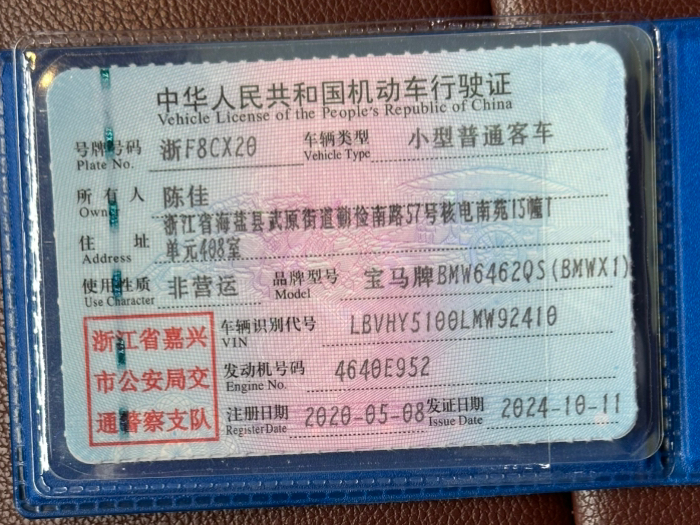 中华人民共和国机动车行驶证
Vehicle License of the People's Republic of China
号牌号码 浙F8CX20 车辆类型 小型普通客车
Plate No. Vehicle Type
所有人 陈佳
Owner
浙江省海盐县武原街道勤俭南路57号核电南苑15幢1
住址 单元408室
Address
使用性质 非营运 品牌型号 宝马牌BMW6462QS(BMWX1)
Use Character Model
车辆识别代号 LBVHY5100LMW92410
VIN
发动机号码 4640E952
Engine No.
注册日期 2020-05-08 发证日期 2024-10-11
Register Date Issue Date
浙江省嘉兴
市公安局交
通警察支队